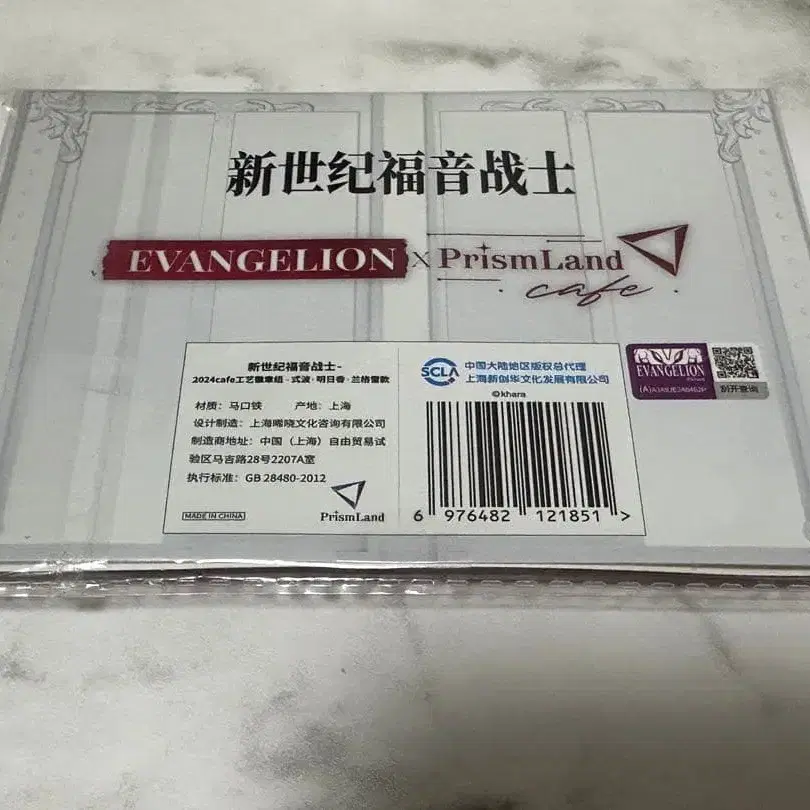 新世纪福音战士
EVANGELION x PrismLand
cafe
新世纪福音战士-
2024cafe工艺徽章组 - 式波·明日香·兰格雷款
材质：马口铁 产地：上海
设计制造：上海晞晓文化咨询有限公司
制造商地址：中国（上海）自由贸易试
验区马吉路28号2207A室
执行标准：GB 28480-2012
MADE IN CHINA
PrismLand
SCLA
中国大陆地区版权总代理
上海新创华文化发展有限公司
©khara
6 976482 121851 >
EVANGELION
刮开查询